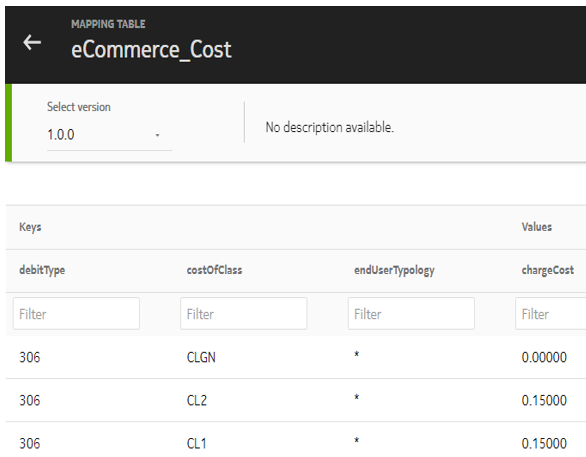 MAPPING TABLE
eCommerce_Cost
Select version
1.0.0
No description available.
Keys Values
debitType costOfClass endUserTypology chargeCost
Filter Filter Filter Filter
306 CLGN * 0.00000
306 CL2 * 0.15000
306 CL1 * 0.15000